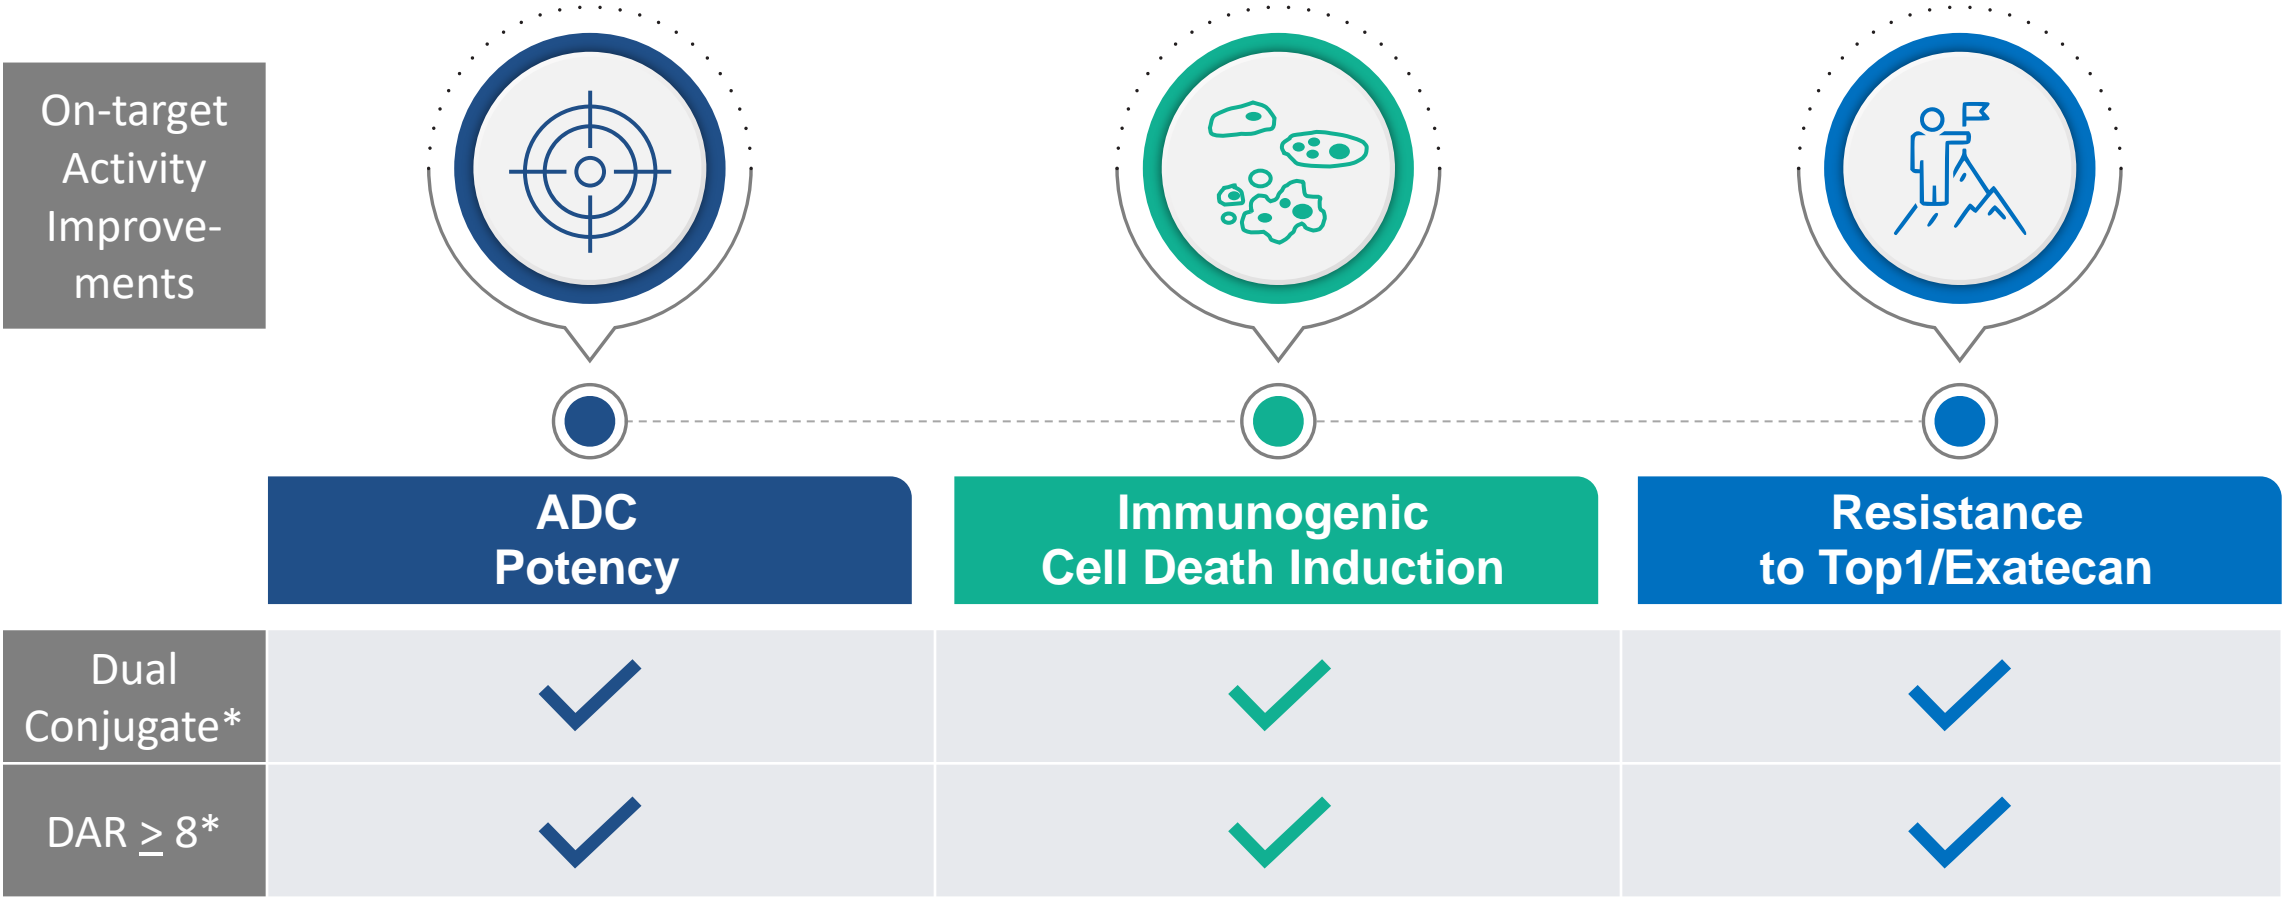 On-target
Activity
Improve-
ments
ADC
Potency
Immunogenic
Cell Death Induction
Resistance
to Top1/Exatecan
Dual
Conjugate*
DAR ≥ 8*